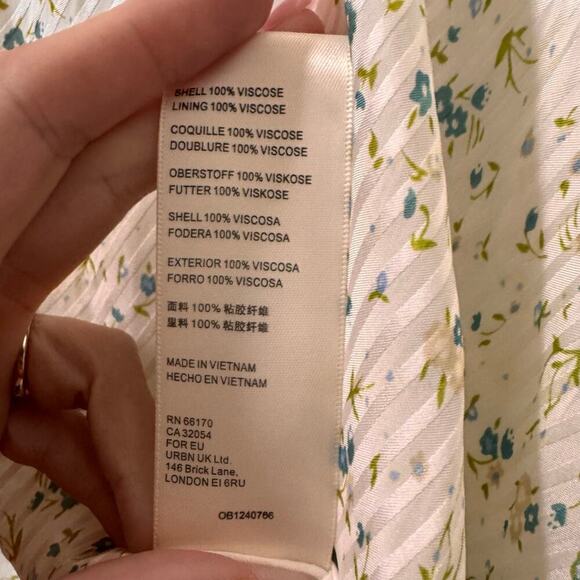 SHELL 100% VISCOSE
LINING 100% VISCOSE
COQUILLE 100% VISCOSE
DOUBLURE 100% VISCOSE
OBERSTOFF 100% VISKOSE
FUTTER 100% VISKOSE
SHELL 100% VISCOSA
FODERA 100% VISCOSA
EXTERIOR 100% VISCOSA
FORRO 100% VISCOSA
面料 100% 粘胶纤维
里料 100% 粘胶纤维
MADE IN VIETNAM
HECHO EN VIETNAM
RN 66170
CA 32054
FOR EU
URBN UK Ltd.
146 Brick Lane,
LONDON EI 6RU
OB1240766